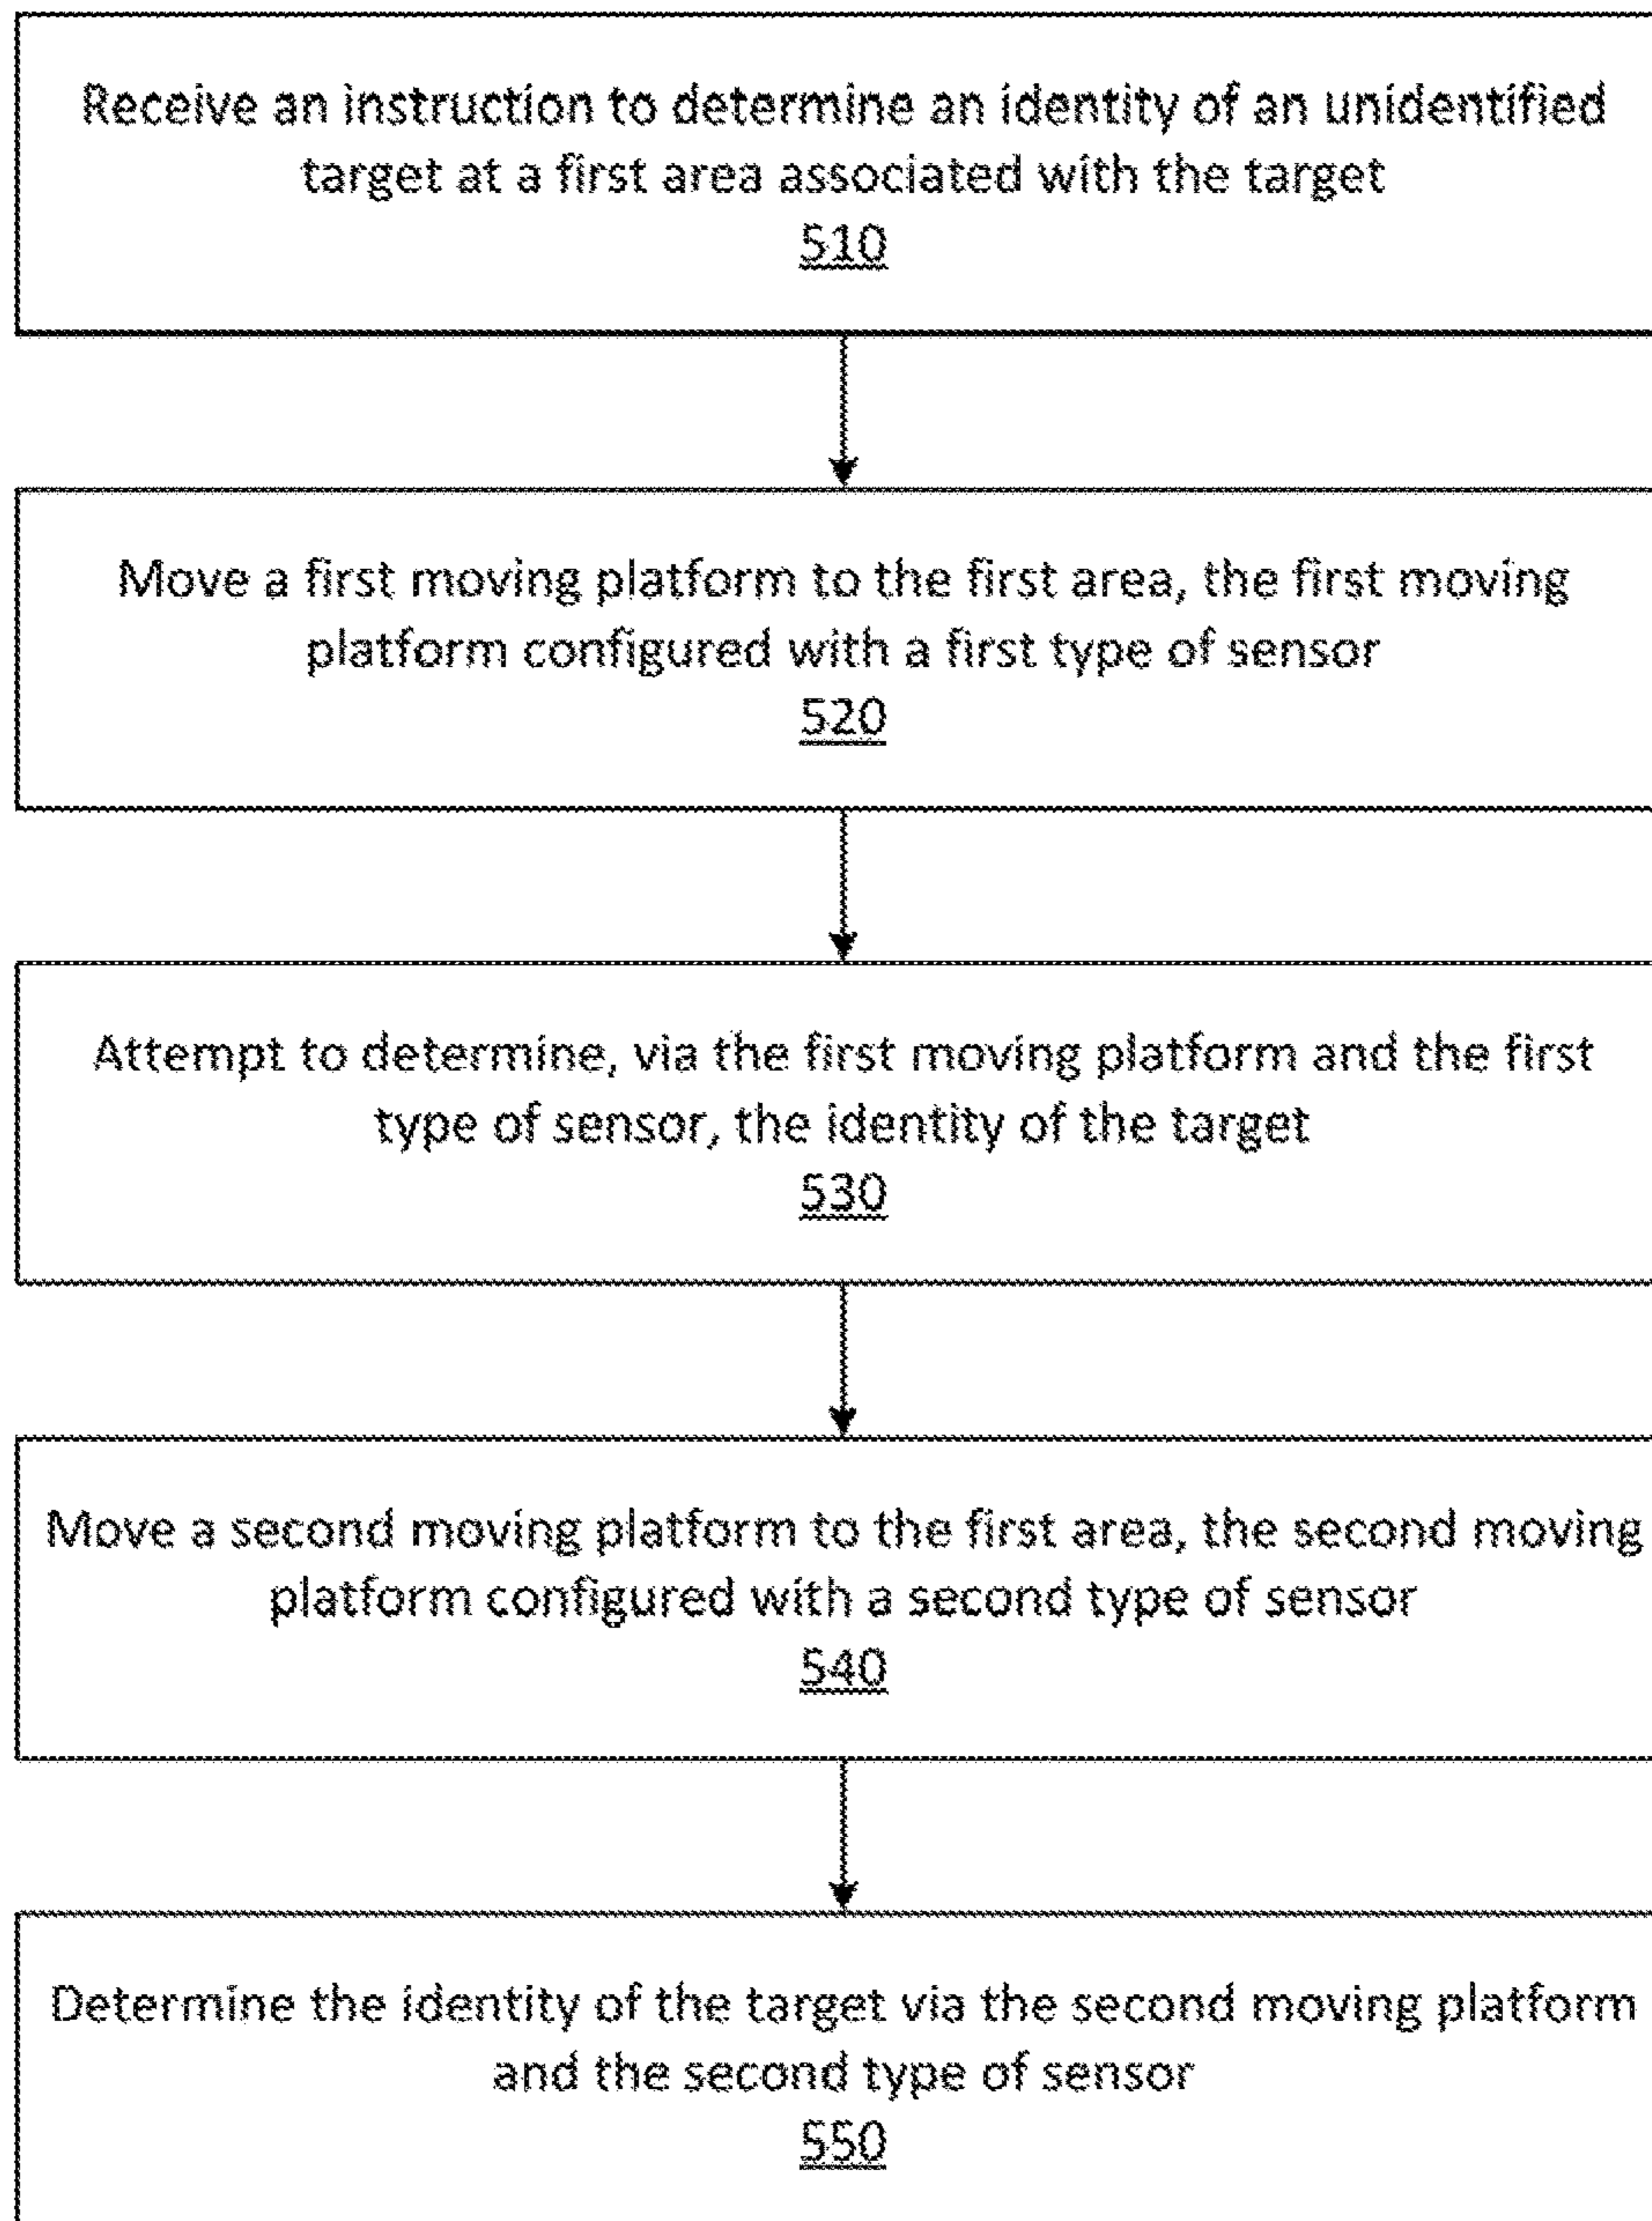 Receive an instruction to determine an identity of an unidentified
target at a first area associated with the target
510
Move a first moving platform to the first area, the first moving
platform configured with a first type of sensor
520
Attempt to determine, via the first moving platform and the first
type of sensor, the identity of the target
530
Move a second moving platform to the first area, the second moving
platform configured with a second type of sensor
540
Determine the identity of the target via the second moving platform
and the second type of sensor
550